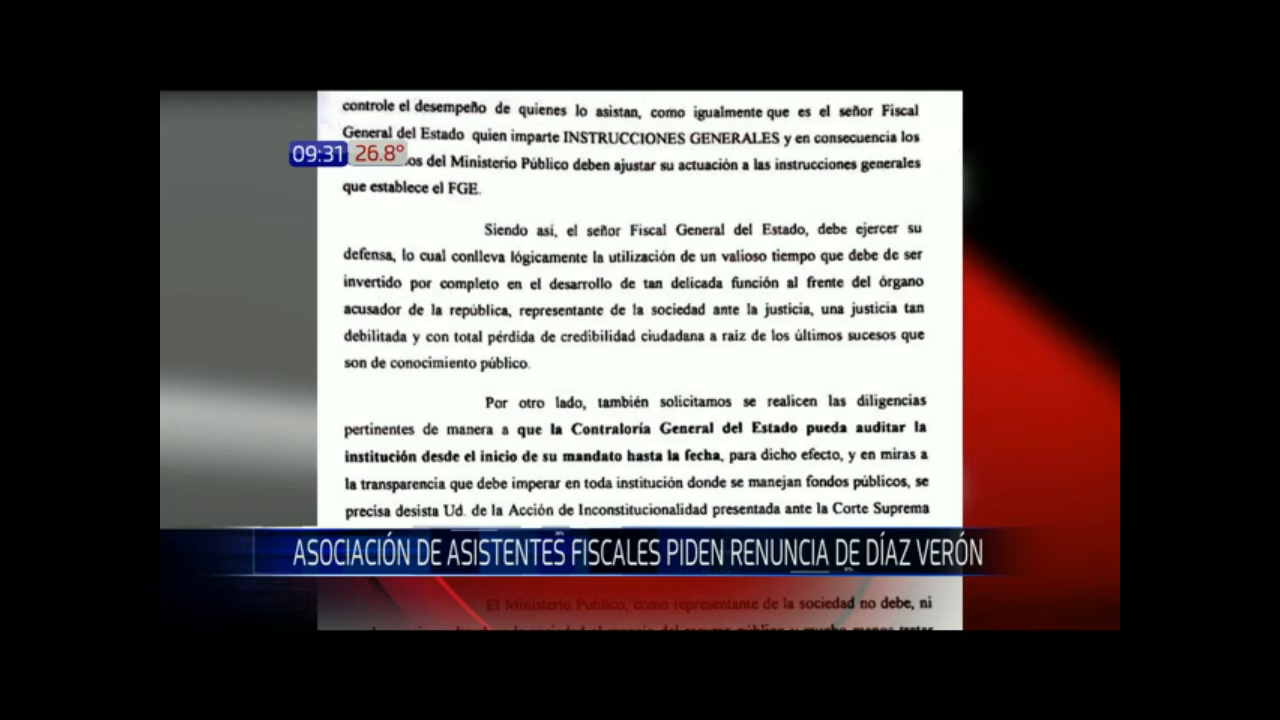 controle el desempeño de quienes lo asistan, como igualmente que es el señor Fiscal
General del Estado quien imparte INSTRUCCIONES GENERALES y en consecuencia los
09:31 26.8°
os del Ministerio Público deben ajustar su actuación a las instrucciones generales
que establece el FGE.
Siendo así, el señor Fiscal General del Estado, debe ejercer su
defensa, lo cual conlleva lógicamente la utilización de un valioso tiempo que debe de ser
invertido por completo en el desarrollo de tan delicada función al frente del órgano
acusador de la república, representante de la sociedad ante la justicia, una justicia tan
debilitada y con total pérdida de credibilidad ciudadana a raiz de los últimos sucesos que
son de conocimiento público.
Por otro lado, también solicitamos se realicen las diligencias
pertinentes de manera a que la Contraloría General del Estado pueda auditar la
institución desde el inicio de su mandato hasta la fecha, para dicho efecto, y en miras a
la transparencia que debe imperar en toda institución donde se manejan fondos públicos, se
precisa desista Ud. de la Acción de Inconstitucionalidad presentada ante la Corte Suprema
ASOCIACIÓN DE ASISTENTES FISCALES PIDEN RENUNCIA DE DÍAZ VERÓN
El Ministerio Publico, como representante de la sociedad no debe, ni